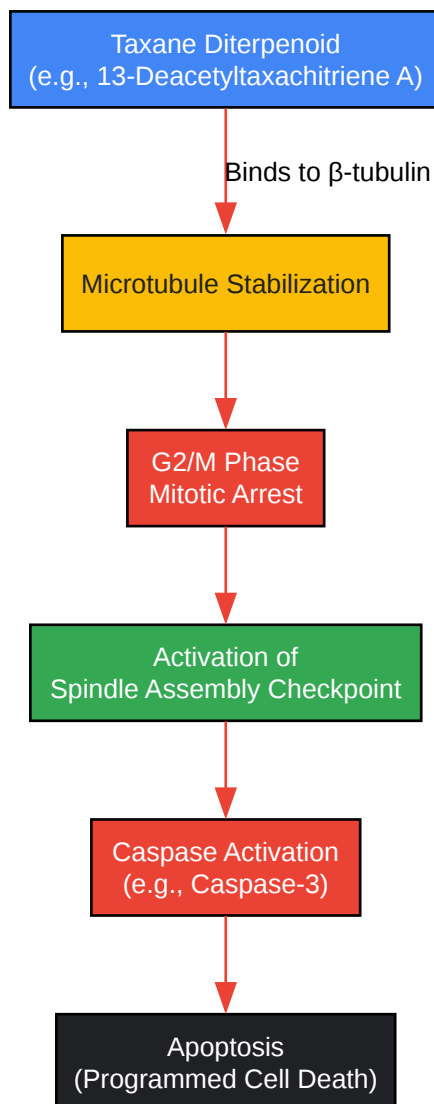 Taxane Diterpenoid
(e.g., 13-Deacetyltaxachitriene A)
Binds to β-tubulin
Microtubule Stabilization
G2/M Phase
Mitotic Arrest
Activation of
Spindle Assembly Checkpoint
Caspase Activation
(e.g., Caspase-3)
Apoptosis
(Programmed Cell Death)